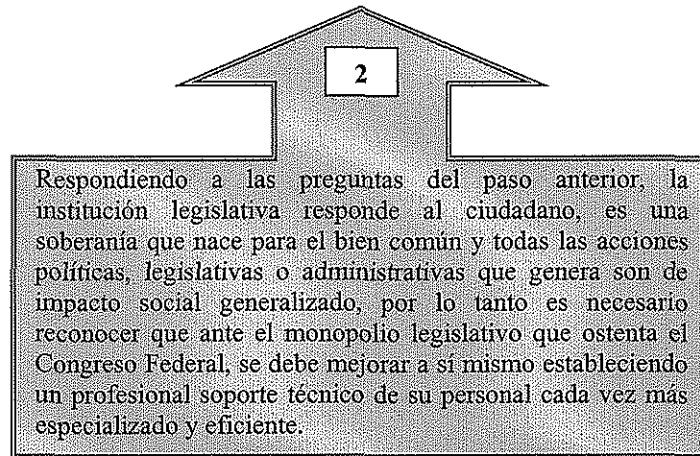 2
Respondiendo a las preguntas del paso anterior, la
institución legislativa responde al ciudadano, es una
soberanía que nace para el bien común y todas las acciones
políticas, legislativas o administrativas que genera son de
impacto social generalizado, por lo tanto es necesario
reconocer que ante el monopolio legislativo que ostenta el
Congreso Federal, se debe mejorar a sí mismo estableciendo
un profesional soporte técnico de su personal cada vez más
especializado y eficiente.